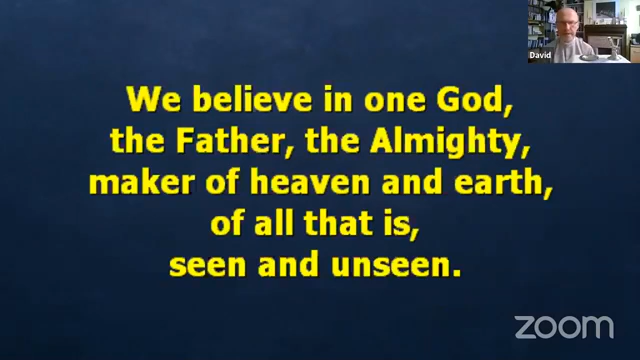 David
We believe in one God,
the Father, the Almighty,
maker of heaven and earth,
of all that is,
seen and unseen.
zoom